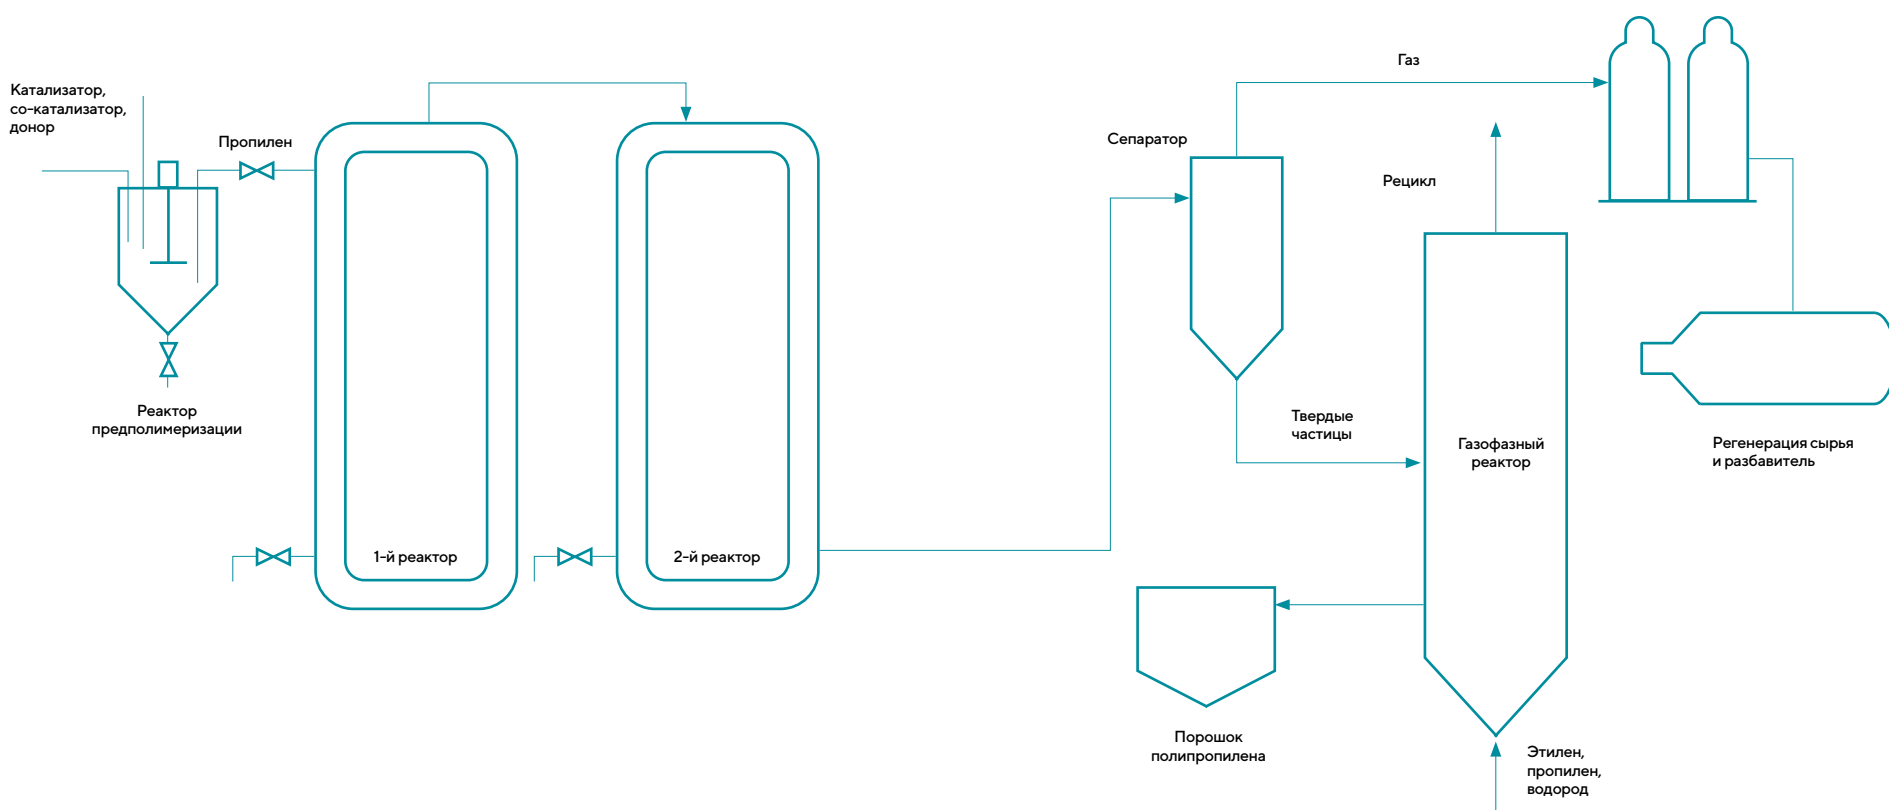 Катализатор,
со-катализатор,
донор
Пропилен
Реактор
предполимеризации
1-й реактор
2-й реактор
Сепаратор
Газ
Рецикл
Твердые
частицы
Газофазный
реактор
Регенерация сырья
и разбавитель
Порошок
полипропилена
Этилен,
пропилен,
водород